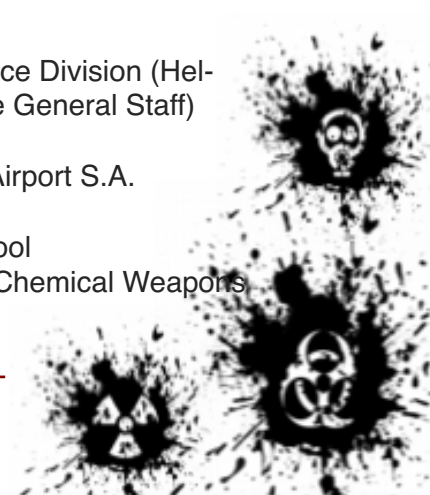 ce Division (Hel-
e General Staff)
Airport S.A.
ool
Chemical Weapons